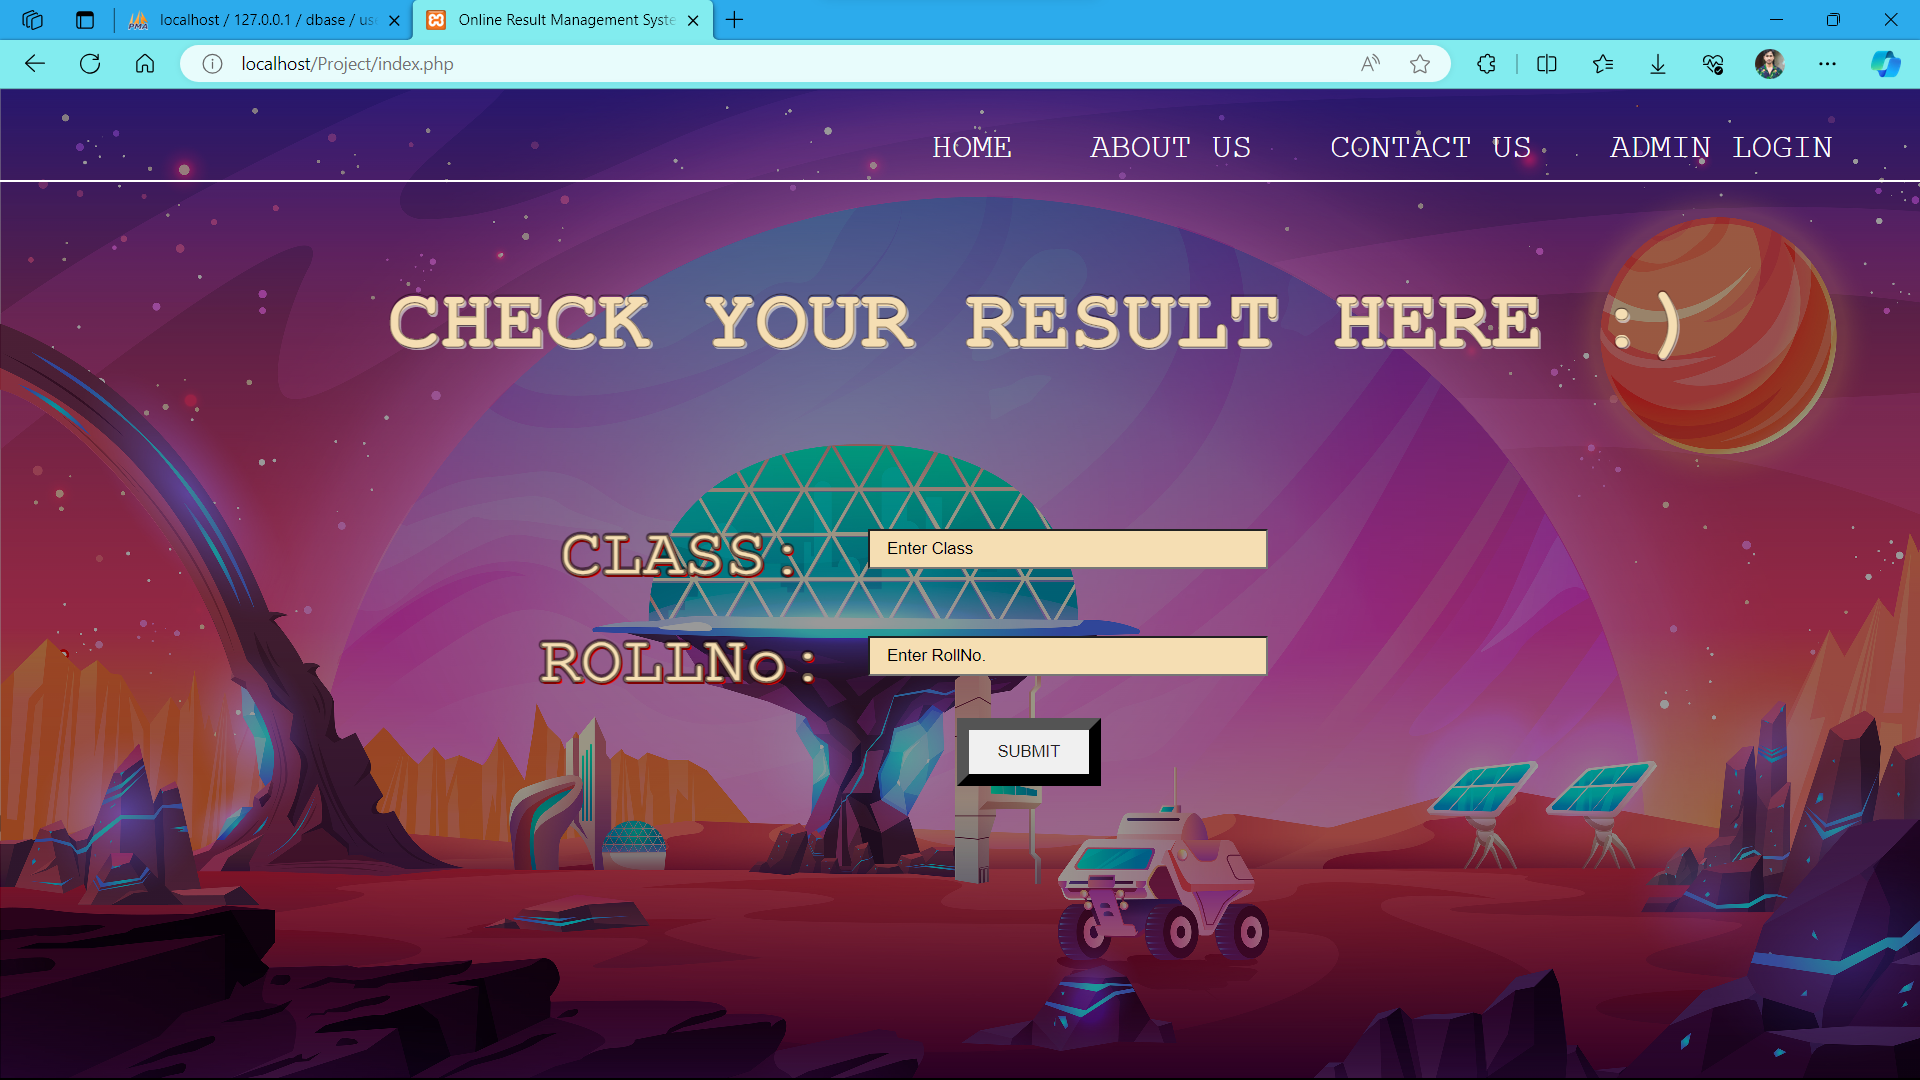 localhost / 127.0.0.1 / dbase / us
Online Result Management Syste
localhost/Project/index.php
HOME ABOUT US CONTACT US ADMIN LOGIN
CHECK YOUR RESULT HERE :)
CLASS: Enter Class
ROLLNo: Enter RollNo.
SUBMIT